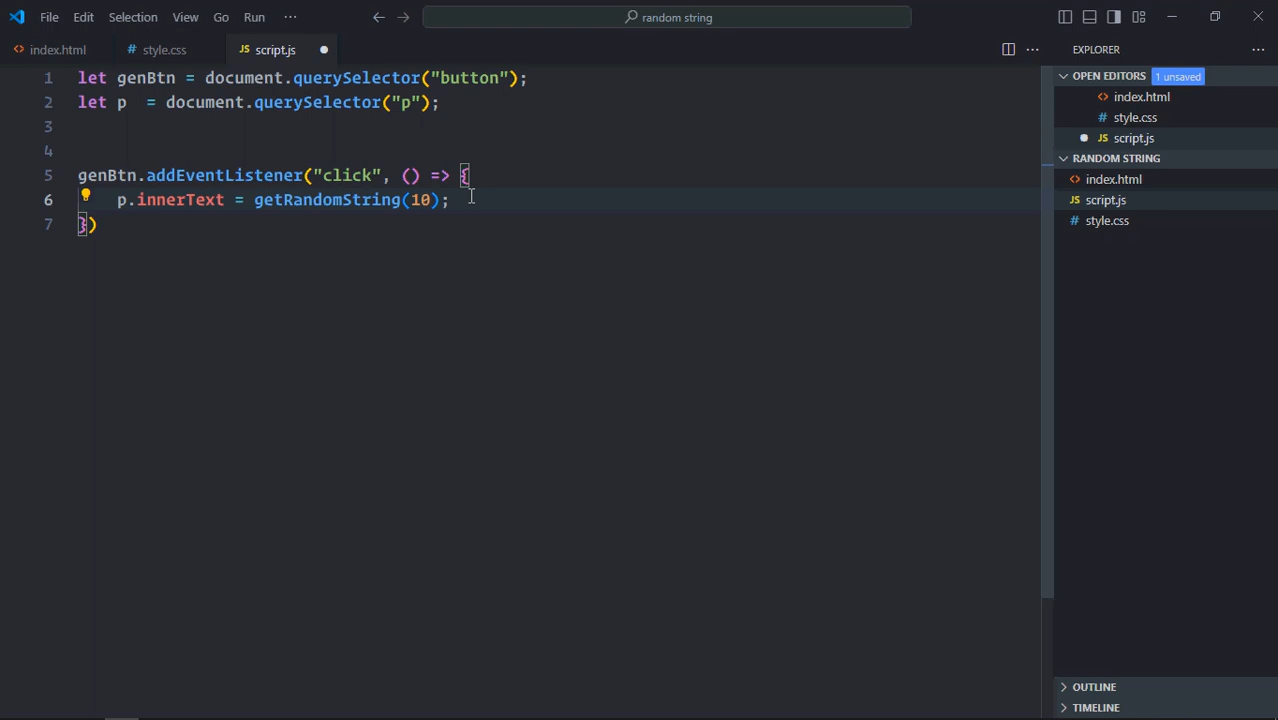 File Edit Selection View Go Run ··· ← → random string
index.html # style.css JS script.js ···
EXPLORER ···
1 let genBtn = document.querySelector("button");
2 let p  = document.querySelector("p");
3
4
5 genBtn.addEventListener("click", () => {
6 p.innerText = getRandomString(10);
7 })
OPEN EDITORS 1 unsaved
index.html
# style.css
JS script.js
RANDOM STRING
index.html
JS script.js
# style.css
OUTLINE
TIMELINE